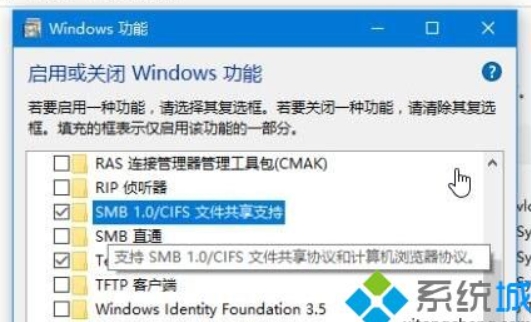 Windows 功能
启用或关闭 Windows 功能
若要启用一种功能，请选择其复选框。若要关闭一种功能，请清除其复选
框。填充的框表示仅启用该功能的一部分。
RAS 连接管理器管理工具包(CMAK)
RIP 侦听器
SMB 1.0/CIFS 文件共享支持
SMB 直通
支持 SMB 1.0/CIFS 文件共享协议和计算机浏览器协议。
TFTP 客户端
Windows Identity Foundation 3.5
系统城